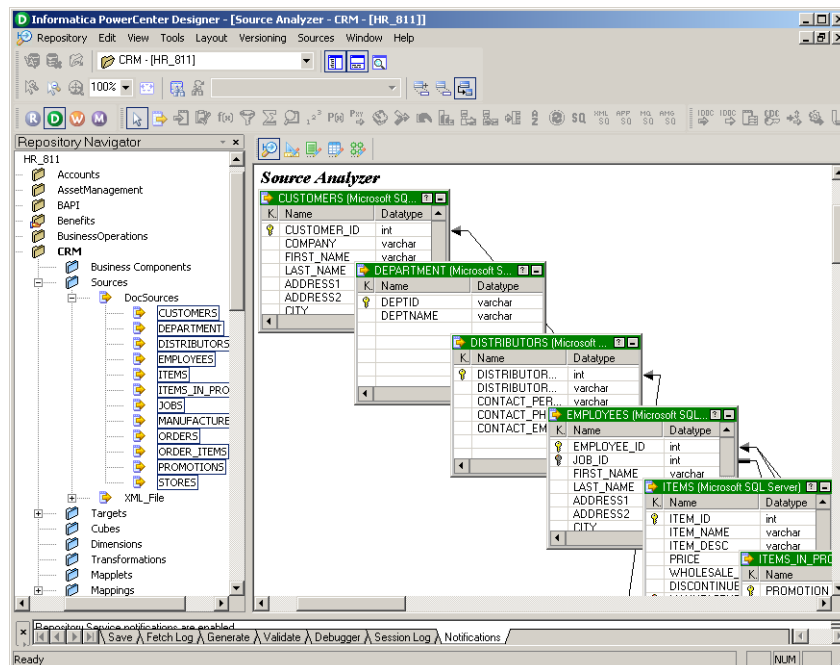 Informatica PowerCenter Designer - [Source Analyzer - CRM - [HR_811]]
Repository Edit View Tools Layout Versioning Sources Window Help
CRM - [HR_811]
100%
Repository Navigator
HR_811
Accounts
AssetManagement
BAPI
Benefits
BusinessOperations
CRM
Business Components
Sources
DocSources
CUSTOMERS
DEPARTMENT
DISTRIBUTORS
EMPLOYEES
ITEMS
ITEMS_IN_PRO
JOBS
MANUFACTURE
ORDERS
ORDER_ITEMS
PROMOTIONS
STORES
XML_File
Targets
Cubes
Dimensions
Transformations
Mapplets
Mappings
Source Analyzer
CUSTOMERS (Microsoft SQ...
K. Name Datatype
CUSTOMER_ID int
COMPANY varchar
FIRST_NAME varchar
LAST_NAME
ADDRESS1
ADDRESS2
CITY
DEPARTMENT (Microsoft S...
K. Name Datatype
DEPTID varchar
DEPTNAME varchar
DISTRIBUTORS (Microsoft ...
K. Name Datatype
DISTRIBUTOR... int
DISTRIBUTOR... varchar
CONTACT_PER... varchar
CONTACT_PH...
CONTACT_EM...
EMPLOYEES (Microsoft SQL...
K. Name Datatype
EMPLOYEE_ID int
JOB_ID int
FIRST_NAME varchar
LAST_NAME
ADDRESS1
ADDRESS2
CITY
ITEMS (Microsoft SQL Server)
K. Name Datatype
ITEM_ID int
ITEM_NAME varchar
ITEM_DESC varchar
PRICE
WHOLESALE_
DISCONTINUE
ITEMS_IN_PRO
K. Name
PROMOTION
Repository Service notifications are enabled
Save Fetch Log Generate Validate Debugger Session Log Notifications
Ready NUM